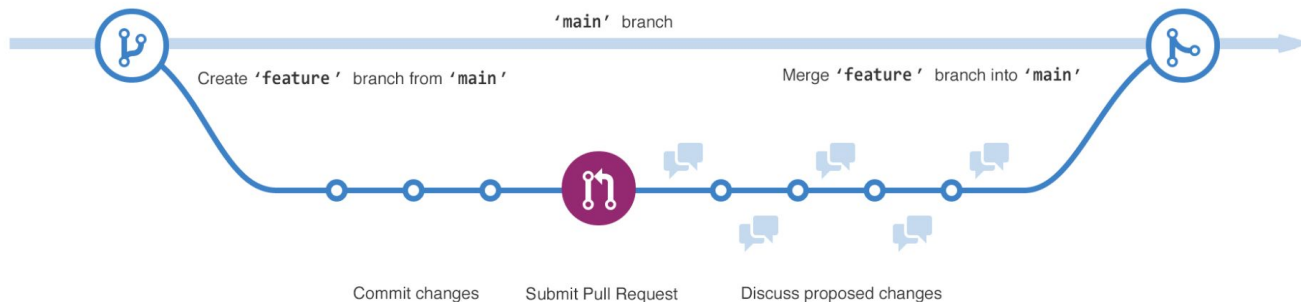 'main' branch
Create 'feature' branch from 'main'
Merge 'feature' branch into 'main'
Commit changes
Submit Pull Request
Discuss proposed changes